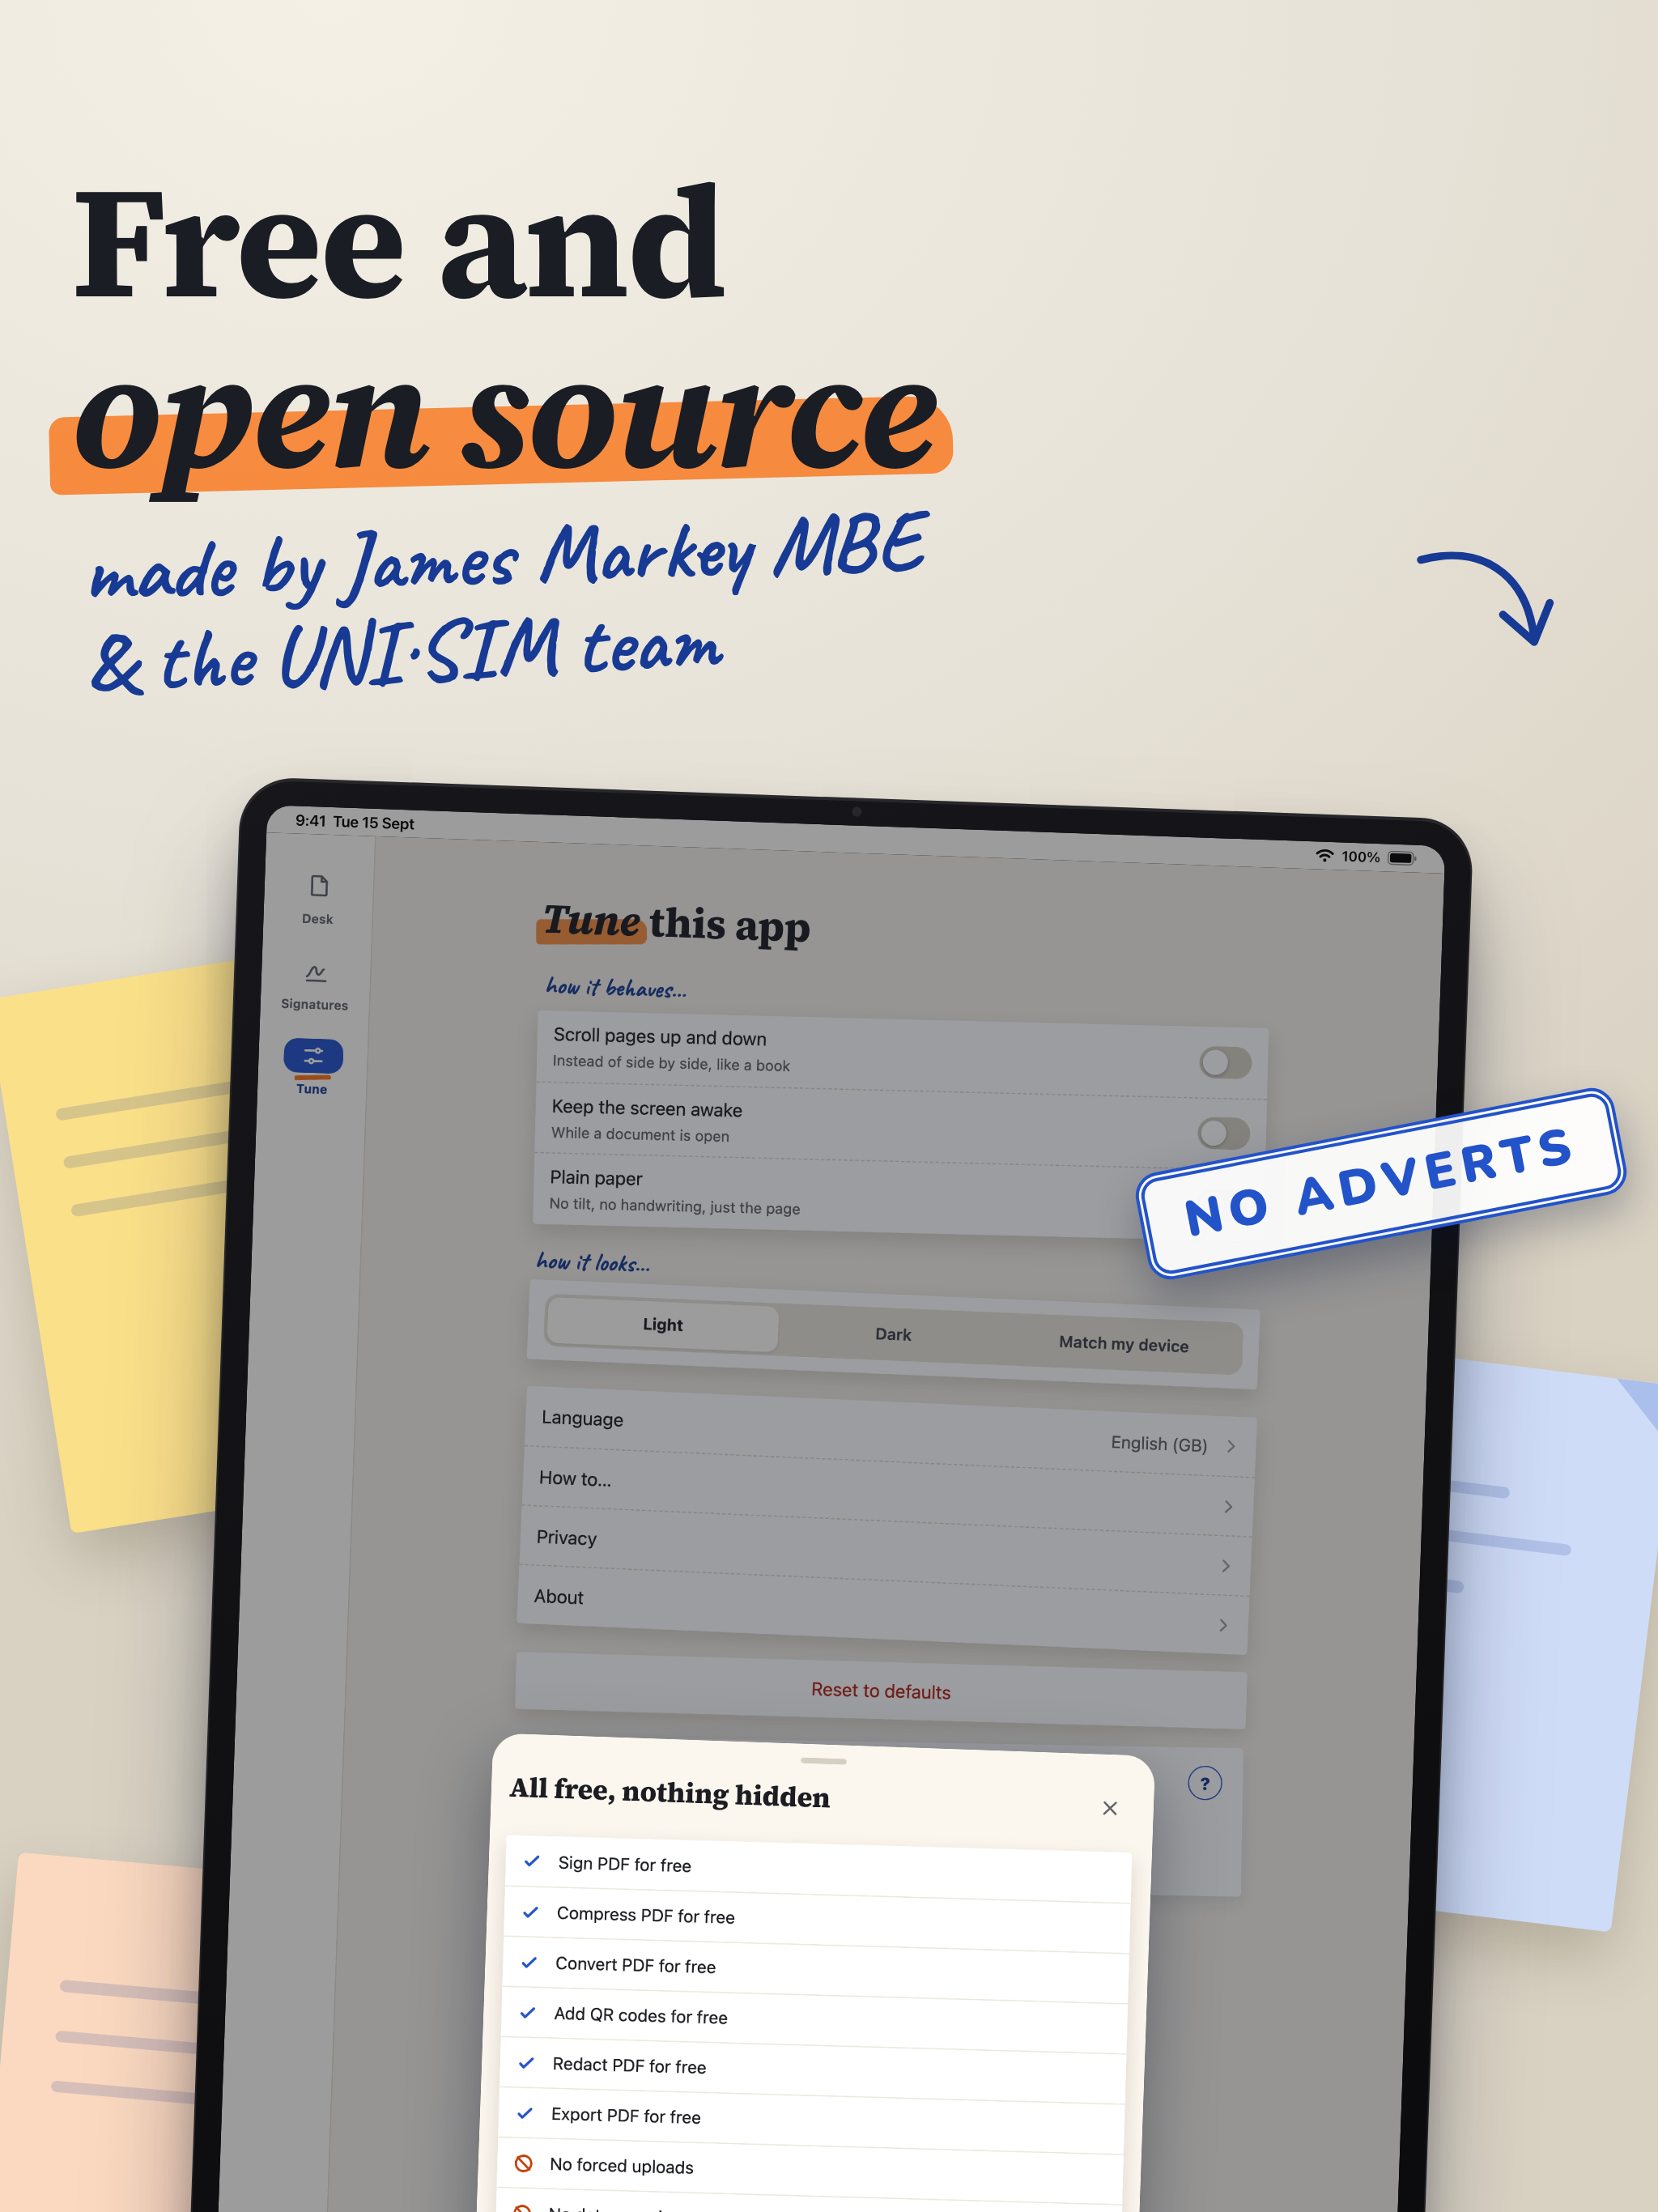 Free and
open source
made by James Markey MBE
& the UNI·SIM team
9:41 Tue 15 Sept
100%
Desk
Signatures
Tune
Tune this app
how it behaves...
Scroll pages up and down
Instead of side by side, like a book
Keep the screen awake
While a document is open
Plain paper
No tilt, no handwriting, just the page
NO ADVERTS
how it looks...
Light
Dark
Match my device
Language
English (GB)
How to...
Privacy
About
Reset to defaults
?
All free, nothing hidden
Sign PDF for free
Compress PDF for free
Convert PDF for free
Add QR codes for free
Redact PDF for free
Export PDF for free
No forced uploads